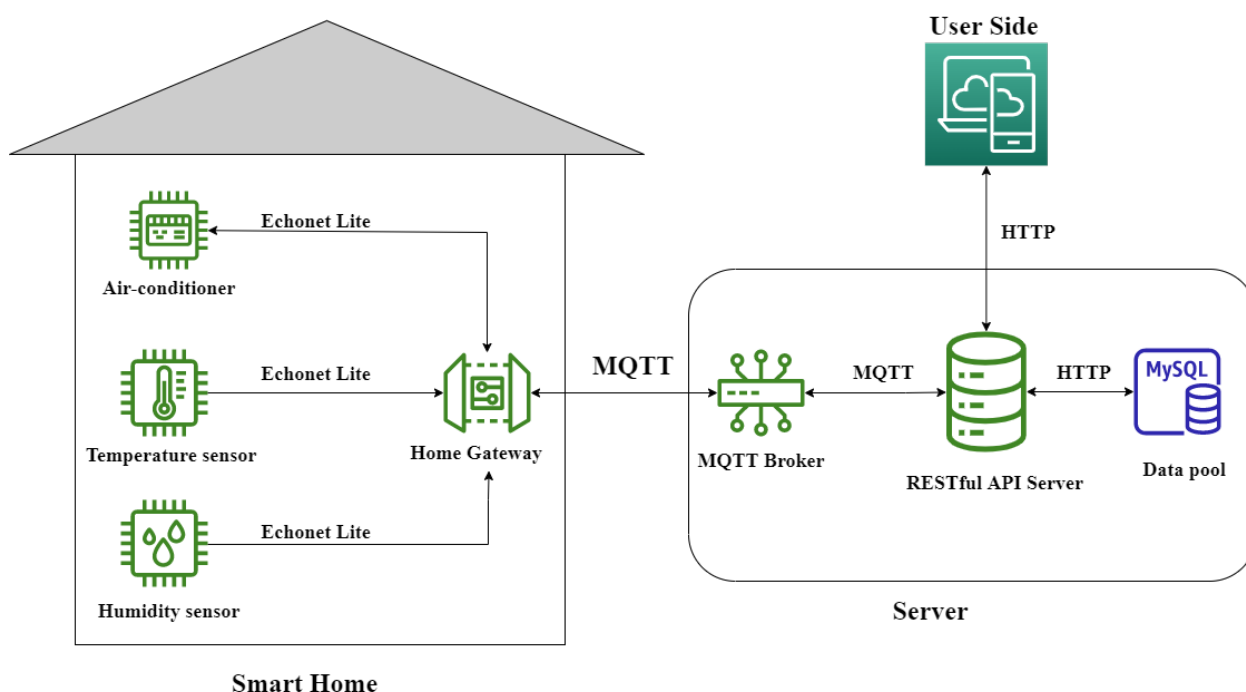 User Side
Echonet Lite
Air-conditioner
HTTP
Echonet Lite
Temperature sensor
Home Gateway
MQTT
MQTT Broker
MQTT
RESTful API Server
HTTP
MySQL
Data pool
Echonet Lite
Humidity sensor
Server
Smart Home